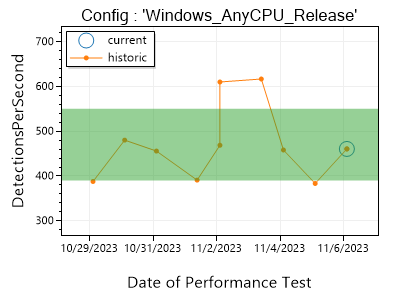 Config : 'Windows_AnyCPU_Release'
current
historic
DetectionsPerSecond
700
600
500
400
300
10/29/2023
10/31/2023
11/2/2023
11/4/2023
11/6/2023
Date of Performance Test